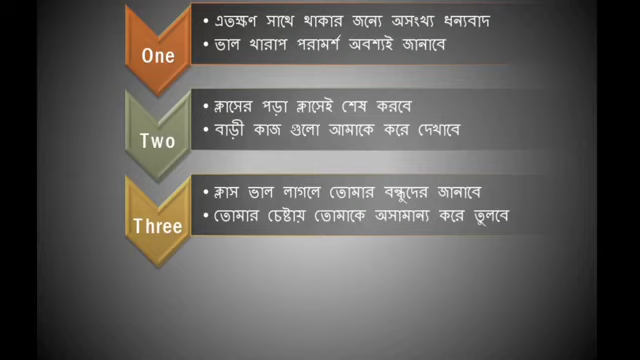 One
এতক্ষণ সাথে থাকার জন্যে অসংখ্য ধন্যবাদ
ভাল খারাপ পরামর্শ অবশ্যই জানাবে
Two
ক্লাসের পড়া ক্লাসেই শেষ করবে
বাড়ী কাজ গুলো আমাকে করে দেখাবে
Three
ক্লাস ভাল লাগলে তোমার বন্ধুদের জানাবে
তোমার চেষ্টায় তোমাকে অসামান্য করে তুলবে